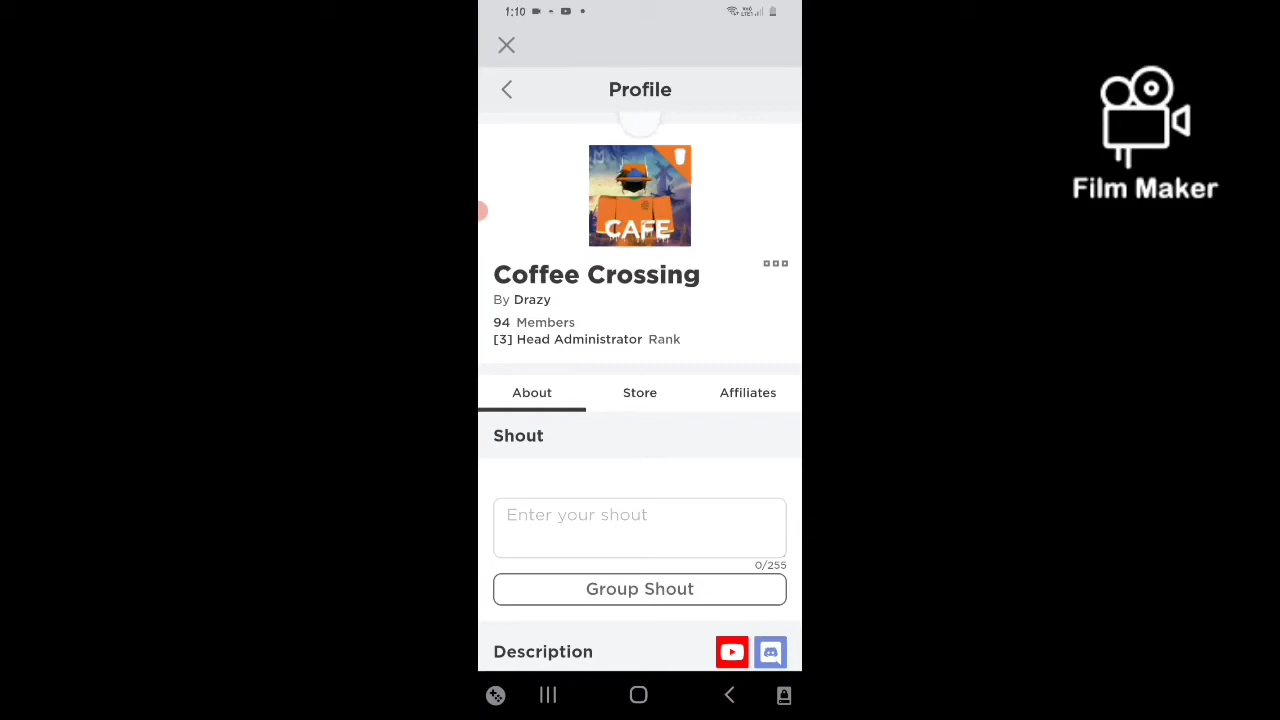 1:10
Profile
CAFE
Coffee Crossing
By Drazy
94 Members
[3] Head Administrator Rank
About
Store
Affiliates
Shout
Enter your shout
0/255
Group Shout
Description
Film Maker